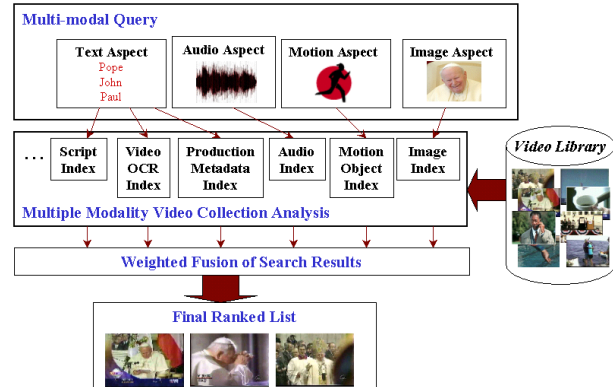 Multi-modal Query
Text Aspect
Pope
John
Paul
Audio Aspect
Motion Aspect
Image Aspect
...
Script
Index
Video
OCR
Index
Production
Metadata
Index
Audio
Index
Motion
Object
Index
Image
Index
Multiple Modality Video Collection Analysis
Video Library
Weighted Fusion of Search Results
Final Ranked List